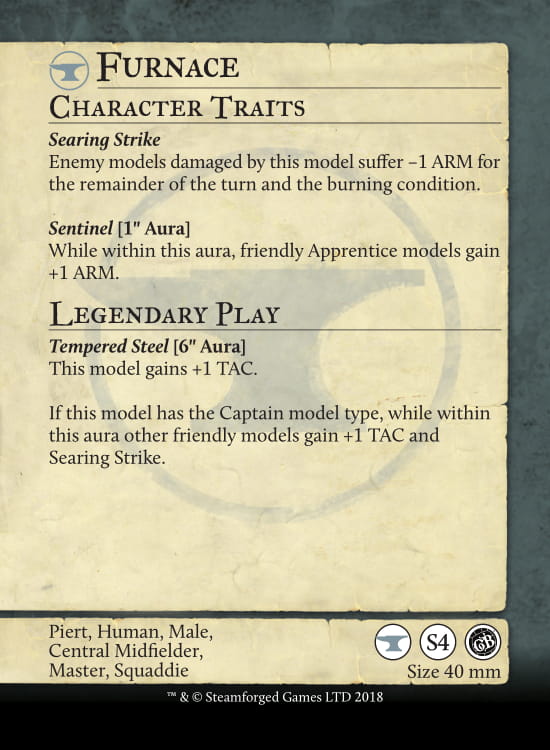 Furnace
Character Traits
Searing Strike
Enemy models damaged by this model suffer –1 ARM for
the remainder of the turn and the burning condition.
Sentinel [1" Aura]
While within this aura, friendly Apprentice models gain
+1 ARM.
Legendary Play
Tempered Steel [6" Aura]
This model gains +1 TAC.
If this model has the Captain model type, while within
this aura other friendly models gain +1 TAC and
Searing Strike.
Piert, Human, Male,
Central Midfielder,
Master, Squaddie
S4
GB
Size 40 mm
™ & © Steamforged Games LTD 2018